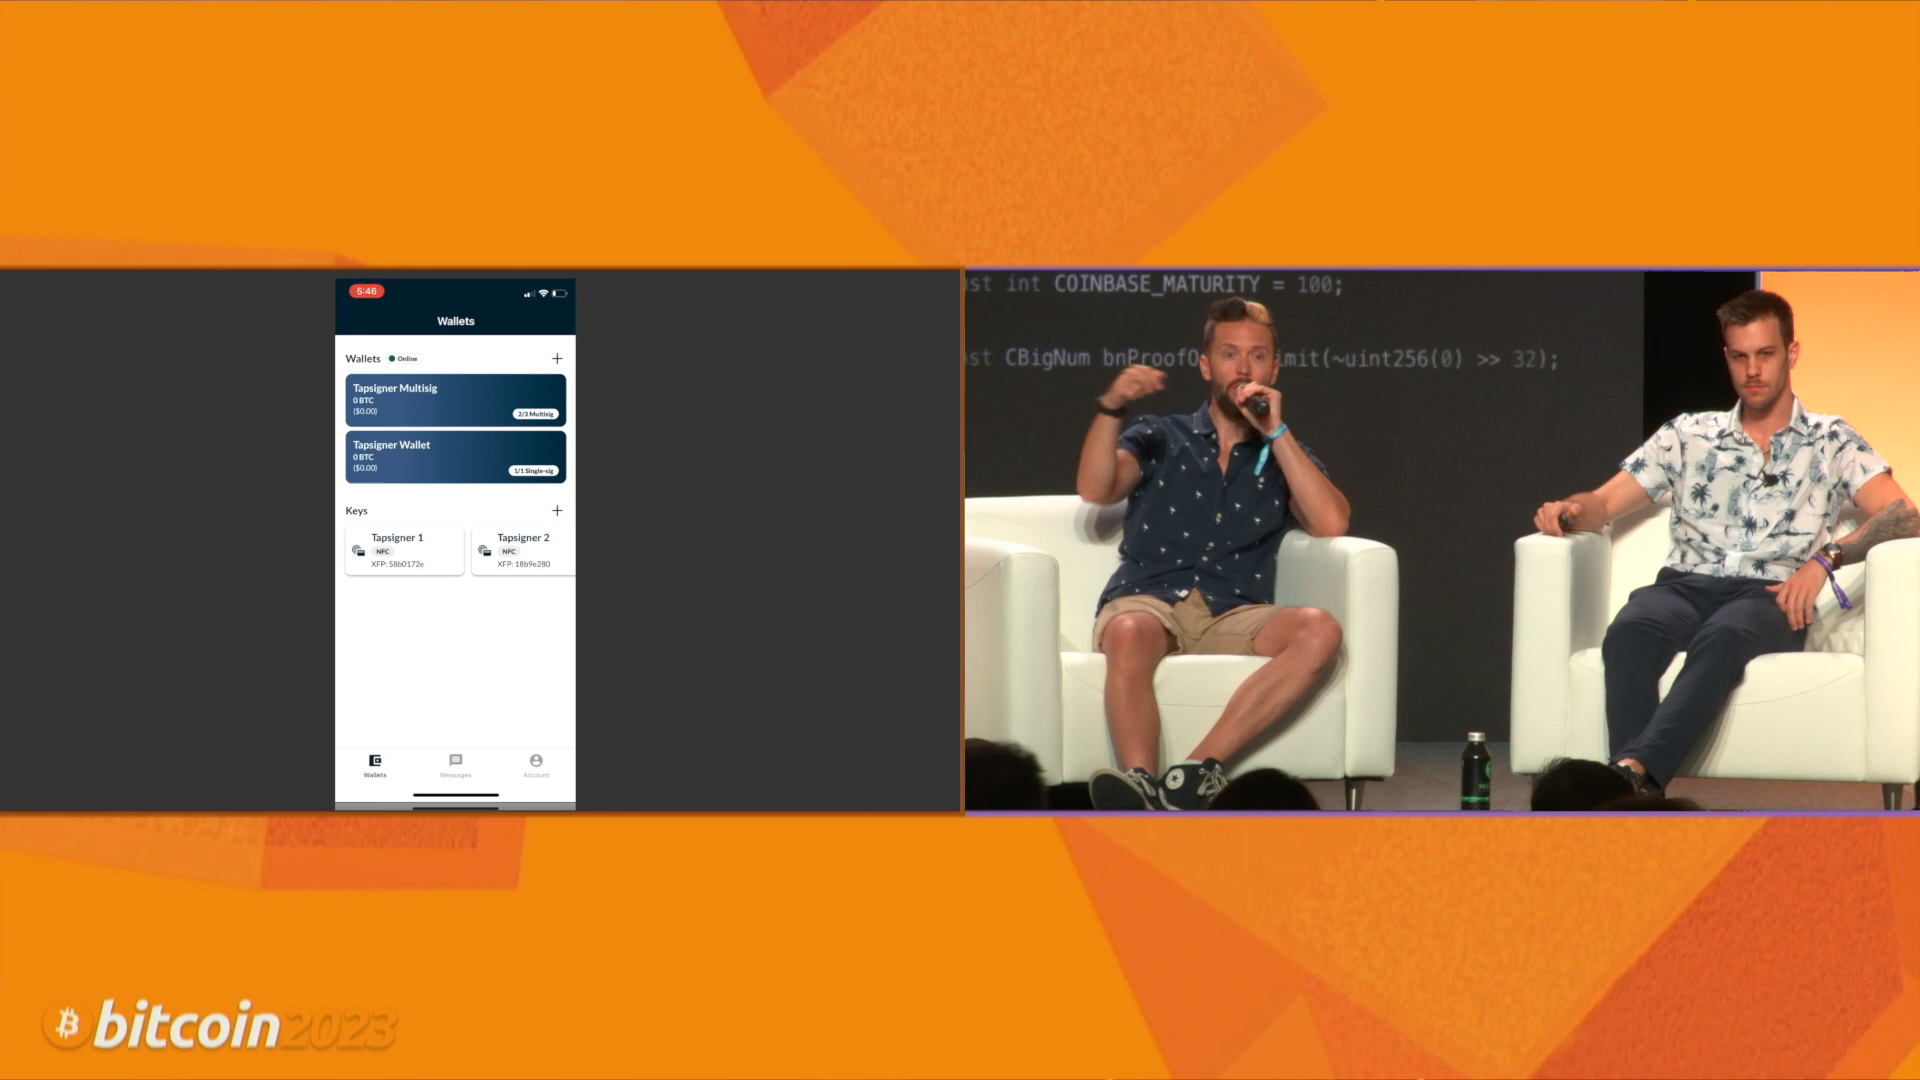 5:46
Wallets
Wallets Online
Tapsigner Multisig
0 BTC
($0.00)
2/3 Multisig
Tapsigner Wallet
0 BTC
($0.00)
1/1 Single-sig
Keys
Tapsigner 1
NFC
XFP: 58b0172e
Tapsigner 2
NFC
XFP: 18b9e280
Wallets
Messages
Account
st int COINBASE_MATURITY = 100;
st CBigNum bnProofO imit(~uint256(0) >> 32);
bitcoin 2023